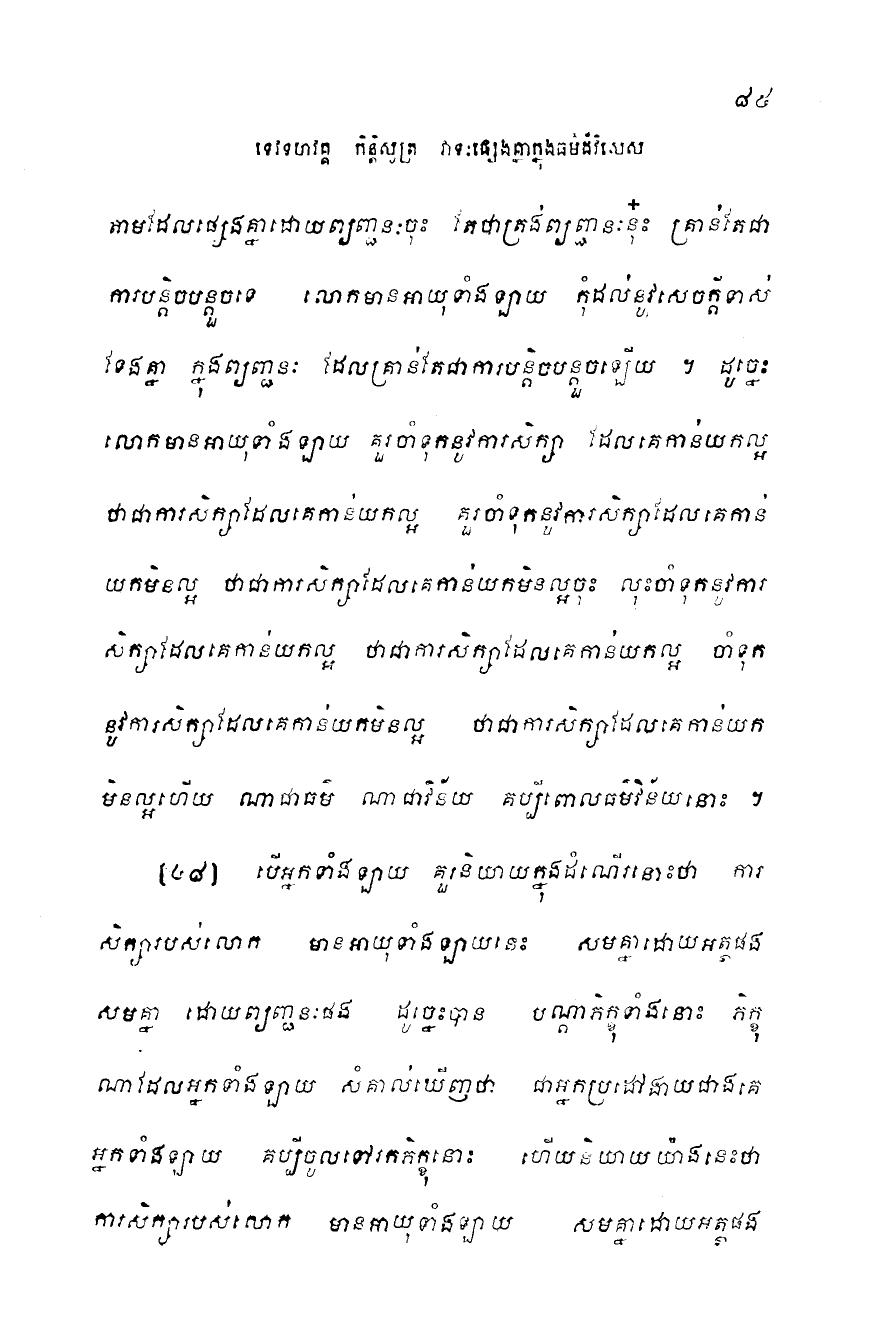 ៨៥
ទេវទហវគ្គ កិន្តិសូត្រ វាទៈផ្សេងគ្នាក្នុងធម៌ដ៏វិសេស
តាមដែលផ្សេងគ្នាដោយព្យញ្ជនៈចុះ តែថាត្រង់ព្យញ្ជនៈនុ៎ះ គ្រាន់តែជា
ការបន្តិចបន្តួចទេ លោកមានអាយុទាំងឡាយ កុំដល់នូវសេចក្តីទាស់
ទែងគ្នា ក្នុងព្យញ្ជនៈ ដែលគ្រាន់តែជាការបន្តិចបន្តួចឡើយ ។ ដូច្នេះ
លោកមានអាយុទាំងឡាយ គួរចាំទុកនូវការសិក្សា ដែលគេកាន់យកល្អ
ថាជាការសិក្សាដែលគេកាន់យកល្អ គួរចាំទុកនូវការសិក្សាដែលគេកាន់
យកមិនល្អ ថាជាការសិក្សាដែលគេកាន់យកមិនល្អចុះ លុះចាំទុកនូវការ
សិក្សាដែលគេកាន់យកល្អ ថាជាការសិក្សាដែលគេកាន់យកល្អ ចាំទុក
នូវការសិក្សាដែលគេកាន់យកមិនល្អ ថាជាការសិក្សាដែលគេកាន់យក
មិនល្អហើយ ណាជាធម៌ ណាជាវិន័យ គប្បីពោលធម៌វិន័យនោះ ។
[៤៨] បើអ្នកទាំងឡាយ គួរនិយាយក្នុងដំណើរនោះថា ការ
សិក្សារបស់លោក មានអាយុទាំងឡាយនេះ សមគ្នាដោយអត្ថផង
សមគ្នា ដោយព្យញ្ជនៈផង ដូច្នេះបាន បណ្តាភិក្ខុទាំងនោះ ភិក្ខុ
ណាដែលអ្នកទាំងឡាយ សំគាល់ឃើញថា ជាអ្នកប្រដៅងាយជាងគេ
អ្នកទាំងឡាយ គប្បីចូលទៅរកភិក្ខុនោះ ហើយនិយាយយ៉ាងនេះថា
ការសិក្សារបស់លោក មានអាយុទាំងឡាយ សមគ្នាដោយអត្ថផង